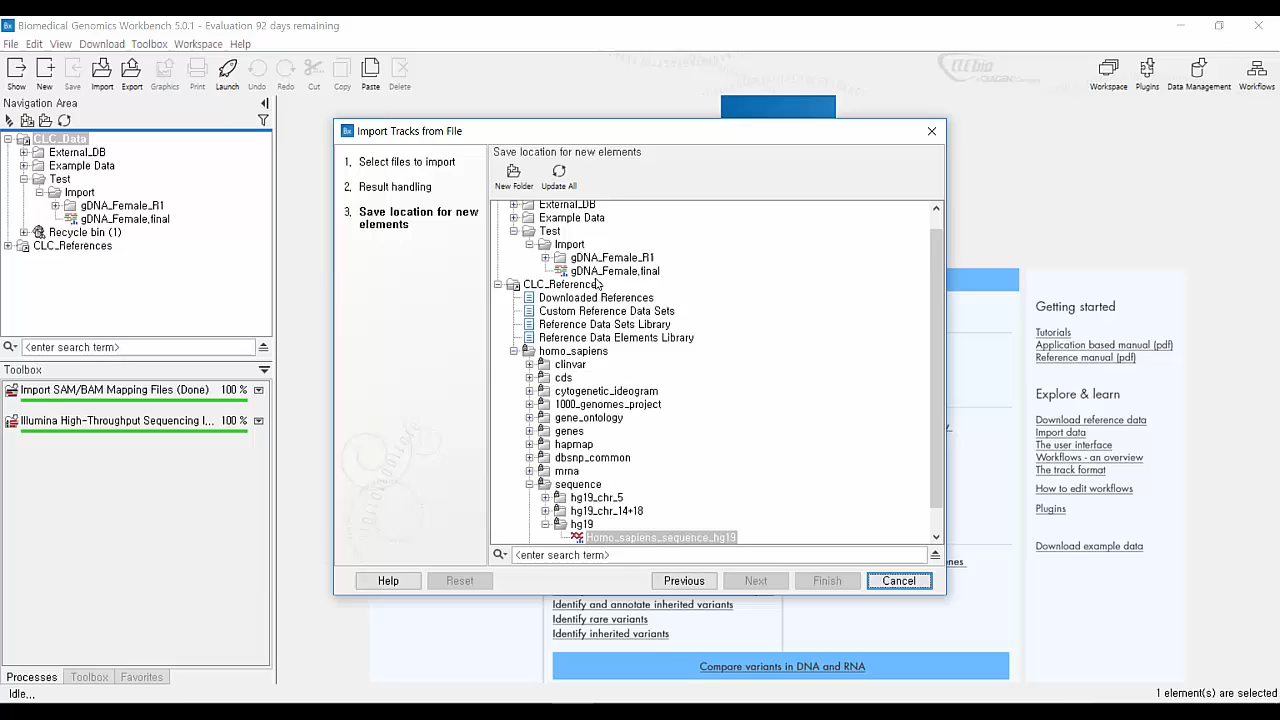 Biomedical Genomics Workbench 5.0.1 - Evaluation 92 days remaining
File Edit View Download Toolbox Workspace Help
Show New Save Import Export Graphics Print Launch Undo Redo Cut Copy Paste Delete Workspace Plugins Data Management Workflows
Navigation Area
CLC_Data
External_DB
Example Data
Test
Import
gDNA_Female_R1
gDNA_Female,final
Recycle bin (1)
CLC_References
<enter search term>
Toolbox
Import SAM/BAM Mapping Files (Done) 100 %
Illumina High-Throughput Sequencing I... 100 %
Processes Toolbox Favorites
Idle...
1 element(s) are selected
Import Tracks from File
1. Select files to import
2. Result handling
3. Save location for new
elements
Save location for new elements
New Folder Update All
External_DB
Example Data
Test
Import
gDNA_Female_R1
gDNA_Female,final
CLC_References
Downloaded References
Custom Reference Data Sets
Reference Data Sets Library
Reference Data Elements Library
homo_sapiens
clinvar
cds
cytogenetic_ideogram
1000_genomes_project
gene_ontology
genes
hapmap
dbsnp_common
mrna
sequence
hg19_chr_5
hg19_chr_14+18
hg19
Homo_sapiens_sequence_hg19
<enter search term>
Help Reset Previous Next Finish Cancel
Getting started
Tutorials
Application based manual (pdf)
Reference manual (pdf)
Explore & learn
Download reference data
Import data
The user interface
Workflows - an overview
The track format
How to edit workflows
Plugins
Download example data
enes
Identify and annotate inherited variants
Identify rare variants
Identify inherited variants
Compare variants in DNA and RNA